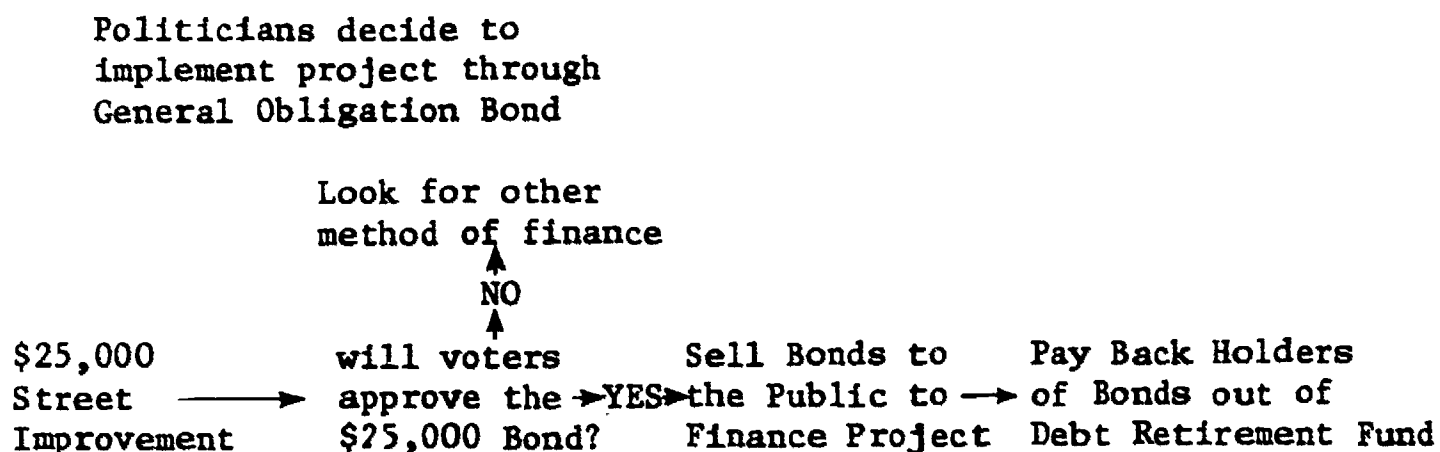 Politicians decide to
implement project through
General Obligation Bond
Look for other
method of finance
NO
$25,000
Street
Improvement
will voters
approve the
$25,000 Bond?
YES
Sell Bonds to
the Public to
Finance Project
Pay Back Holders
of Bonds out of
Debt Retirement Fund